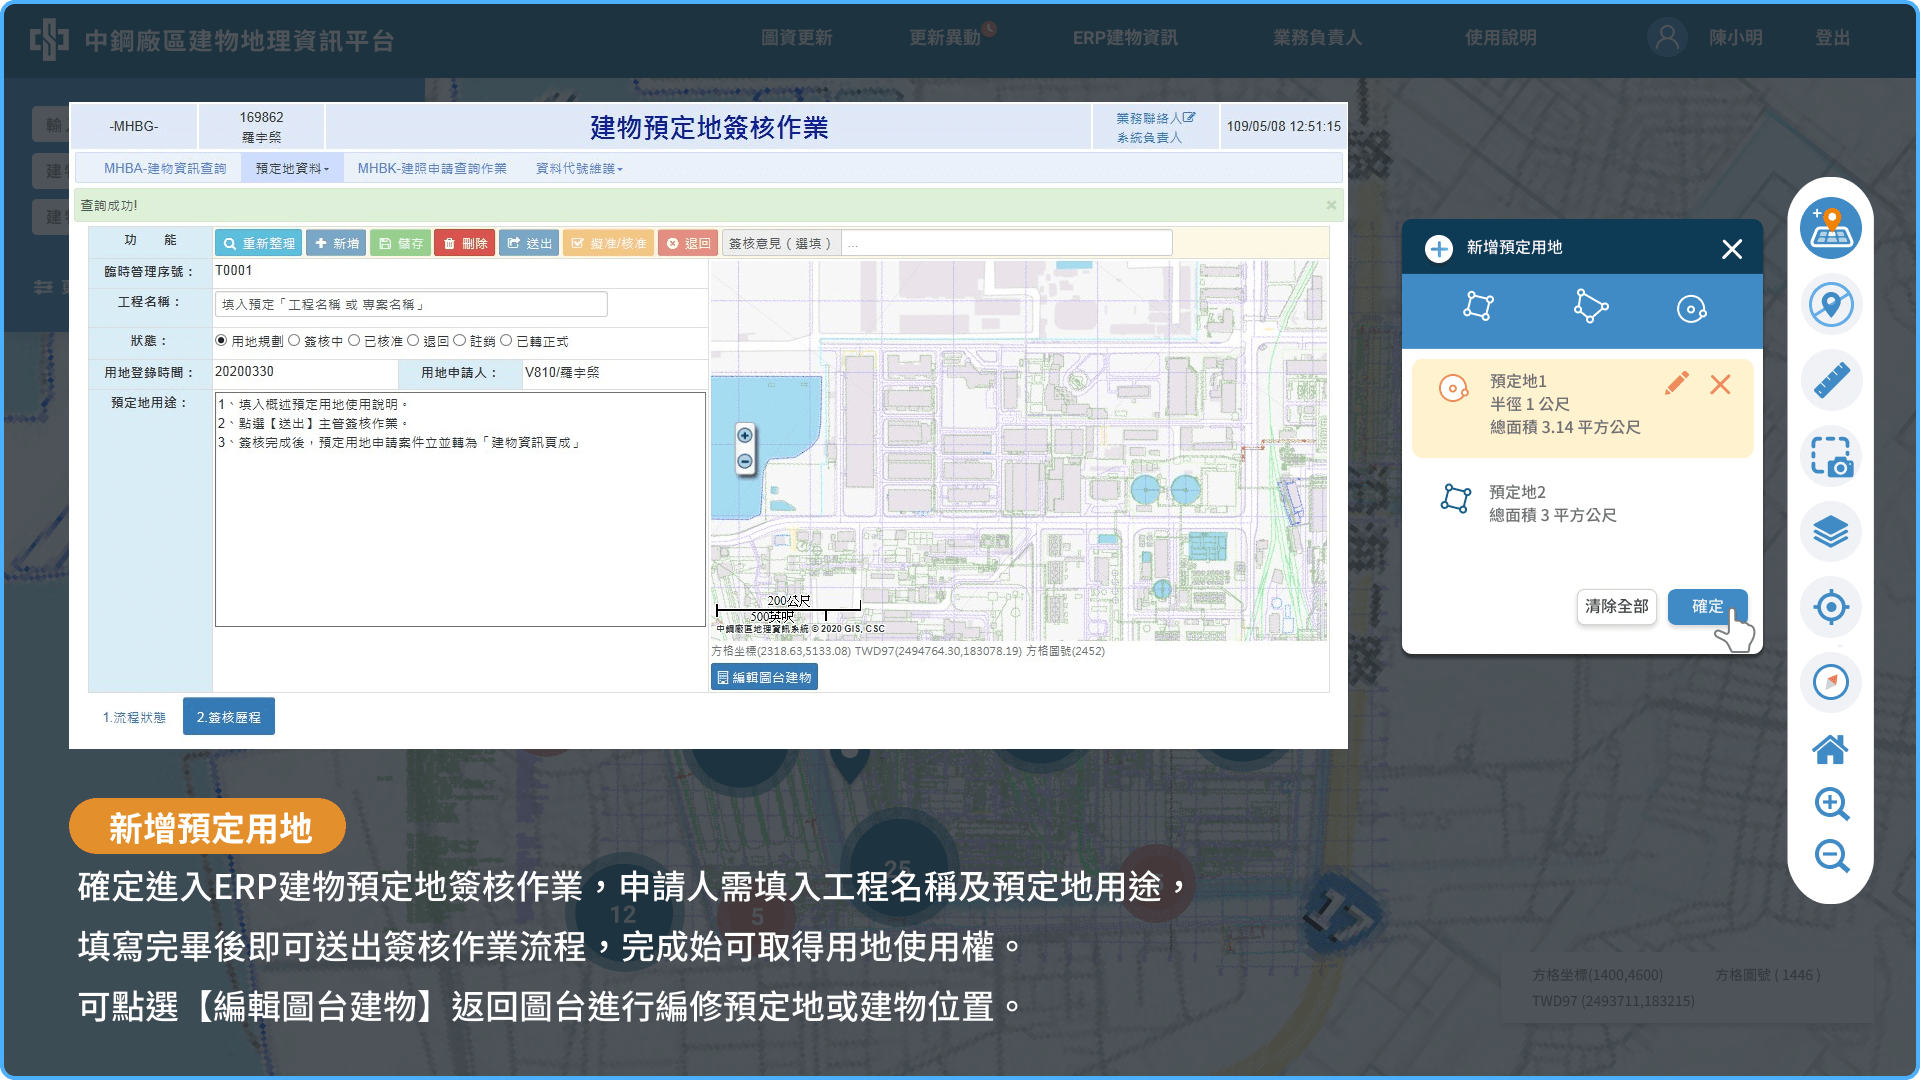 中鋼廠區建物地理資訊平台
圖資更新
更新異動
ERP建物資訊
業務負責人
使用說明
陳小明
登出
-MHBG-
169862
羅宇棨
建物預定地簽核作業
業務聯絡人
系統負責人
109/05/08 12:51:15
MHBA-建物資訊查詢
預定地資料
MHBK-建照申請查詢作業
資料代號維護
查詢成功!
×
功 能
重新整理
新增
儲存
刪除
送出
擬准/核准
退回
簽核意見（選填）
...
臨時管理序號：
T0001
工程名稱：
填入預定「工程名稱 或 專案名稱」
狀態：
用地規劃
簽核中
已核准
退回
註銷
已轉正式
用地登錄時間：
20200330
用地申請人：
V810/羅宇棨
預定地用途：
1、填入概述預定用地使用說明。
2、點選【送出】主管簽核作業。
3、簽核完成後，預定用地申請案件立並轉為「建物資訊頁成」
200公尺
500英呎
中鋼廠區地理資訊系統 © 2020 GIS, CSC
方格坐標(2318.63,5133.08) TWD97(2494764.30,183078.19) 方格圖號(2452)
編輯圖台建物
1.流程狀態
2.簽核歷程
新增預定用地
預定地1
半徑 1 公尺
總面積 3.14 平方公尺
預定地2
總面積 3 平方公尺
清除全部
確定
25
12
5
17
新增預定用地
確定進入ERP建物預定地簽核作業，申請人需填入工程名稱及預定地用途，
填寫完畢後即可送出簽核作業流程，完成始可取得用地使用權。
可點選【編輯圖台建物】返回圖台進行編修預定地或建物位置。
方格坐標(1400,4600)
方格圖號 ( 1446 )
TWD97 (2493711,183215)